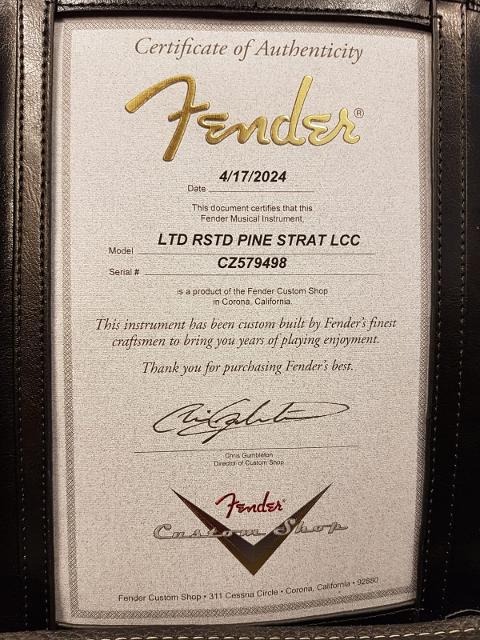 Certificate of Authenticity
Fender®
4/17/2024
Date
This document certifies that this
Fender Musical Instrument,
LTD RSTD PINE STRAT LCC
Model
CZ579498
Serial #
is a product of the Fender Custom Shop
in Corona, California.
This instrument has been custom built by Fender's finest
craftsmen to bring you years of playing enjoyment.
Thank you for purchasing Fender's best.
Chris Gumbleton
Director of Custom Shop
Fender®
Custom Shop
Fender Custom Shop • 311 Cessna Circle • Corona, California • 92880